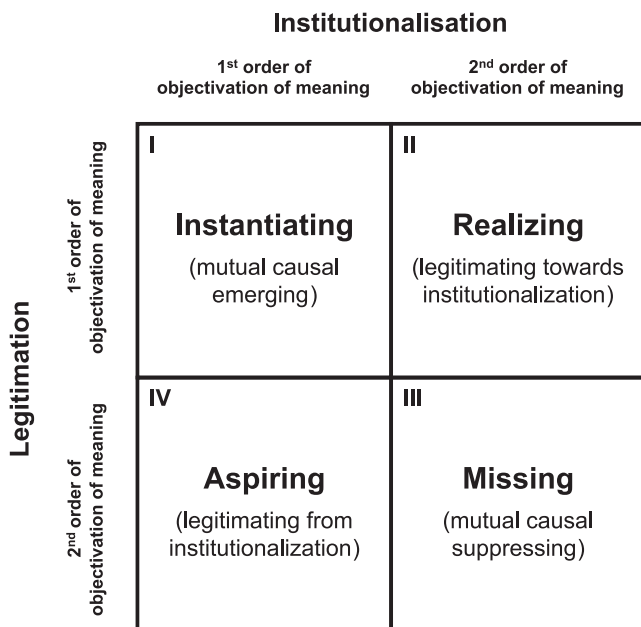 Institutionalisation
1st order of
objectivation of meaning
2nd order of
objectivation of meaning
Legitimation
1st order of
objectivation of meaning
I
Instantiating
(mutual causal
emerging)
II
Realizing
(legitimating towards
institutionalization)
2nd order of
objectivation of meaning
IV
Aspiring
(legitimating from
institutionalization)
III
Missing
(mutual causal
suppressing)